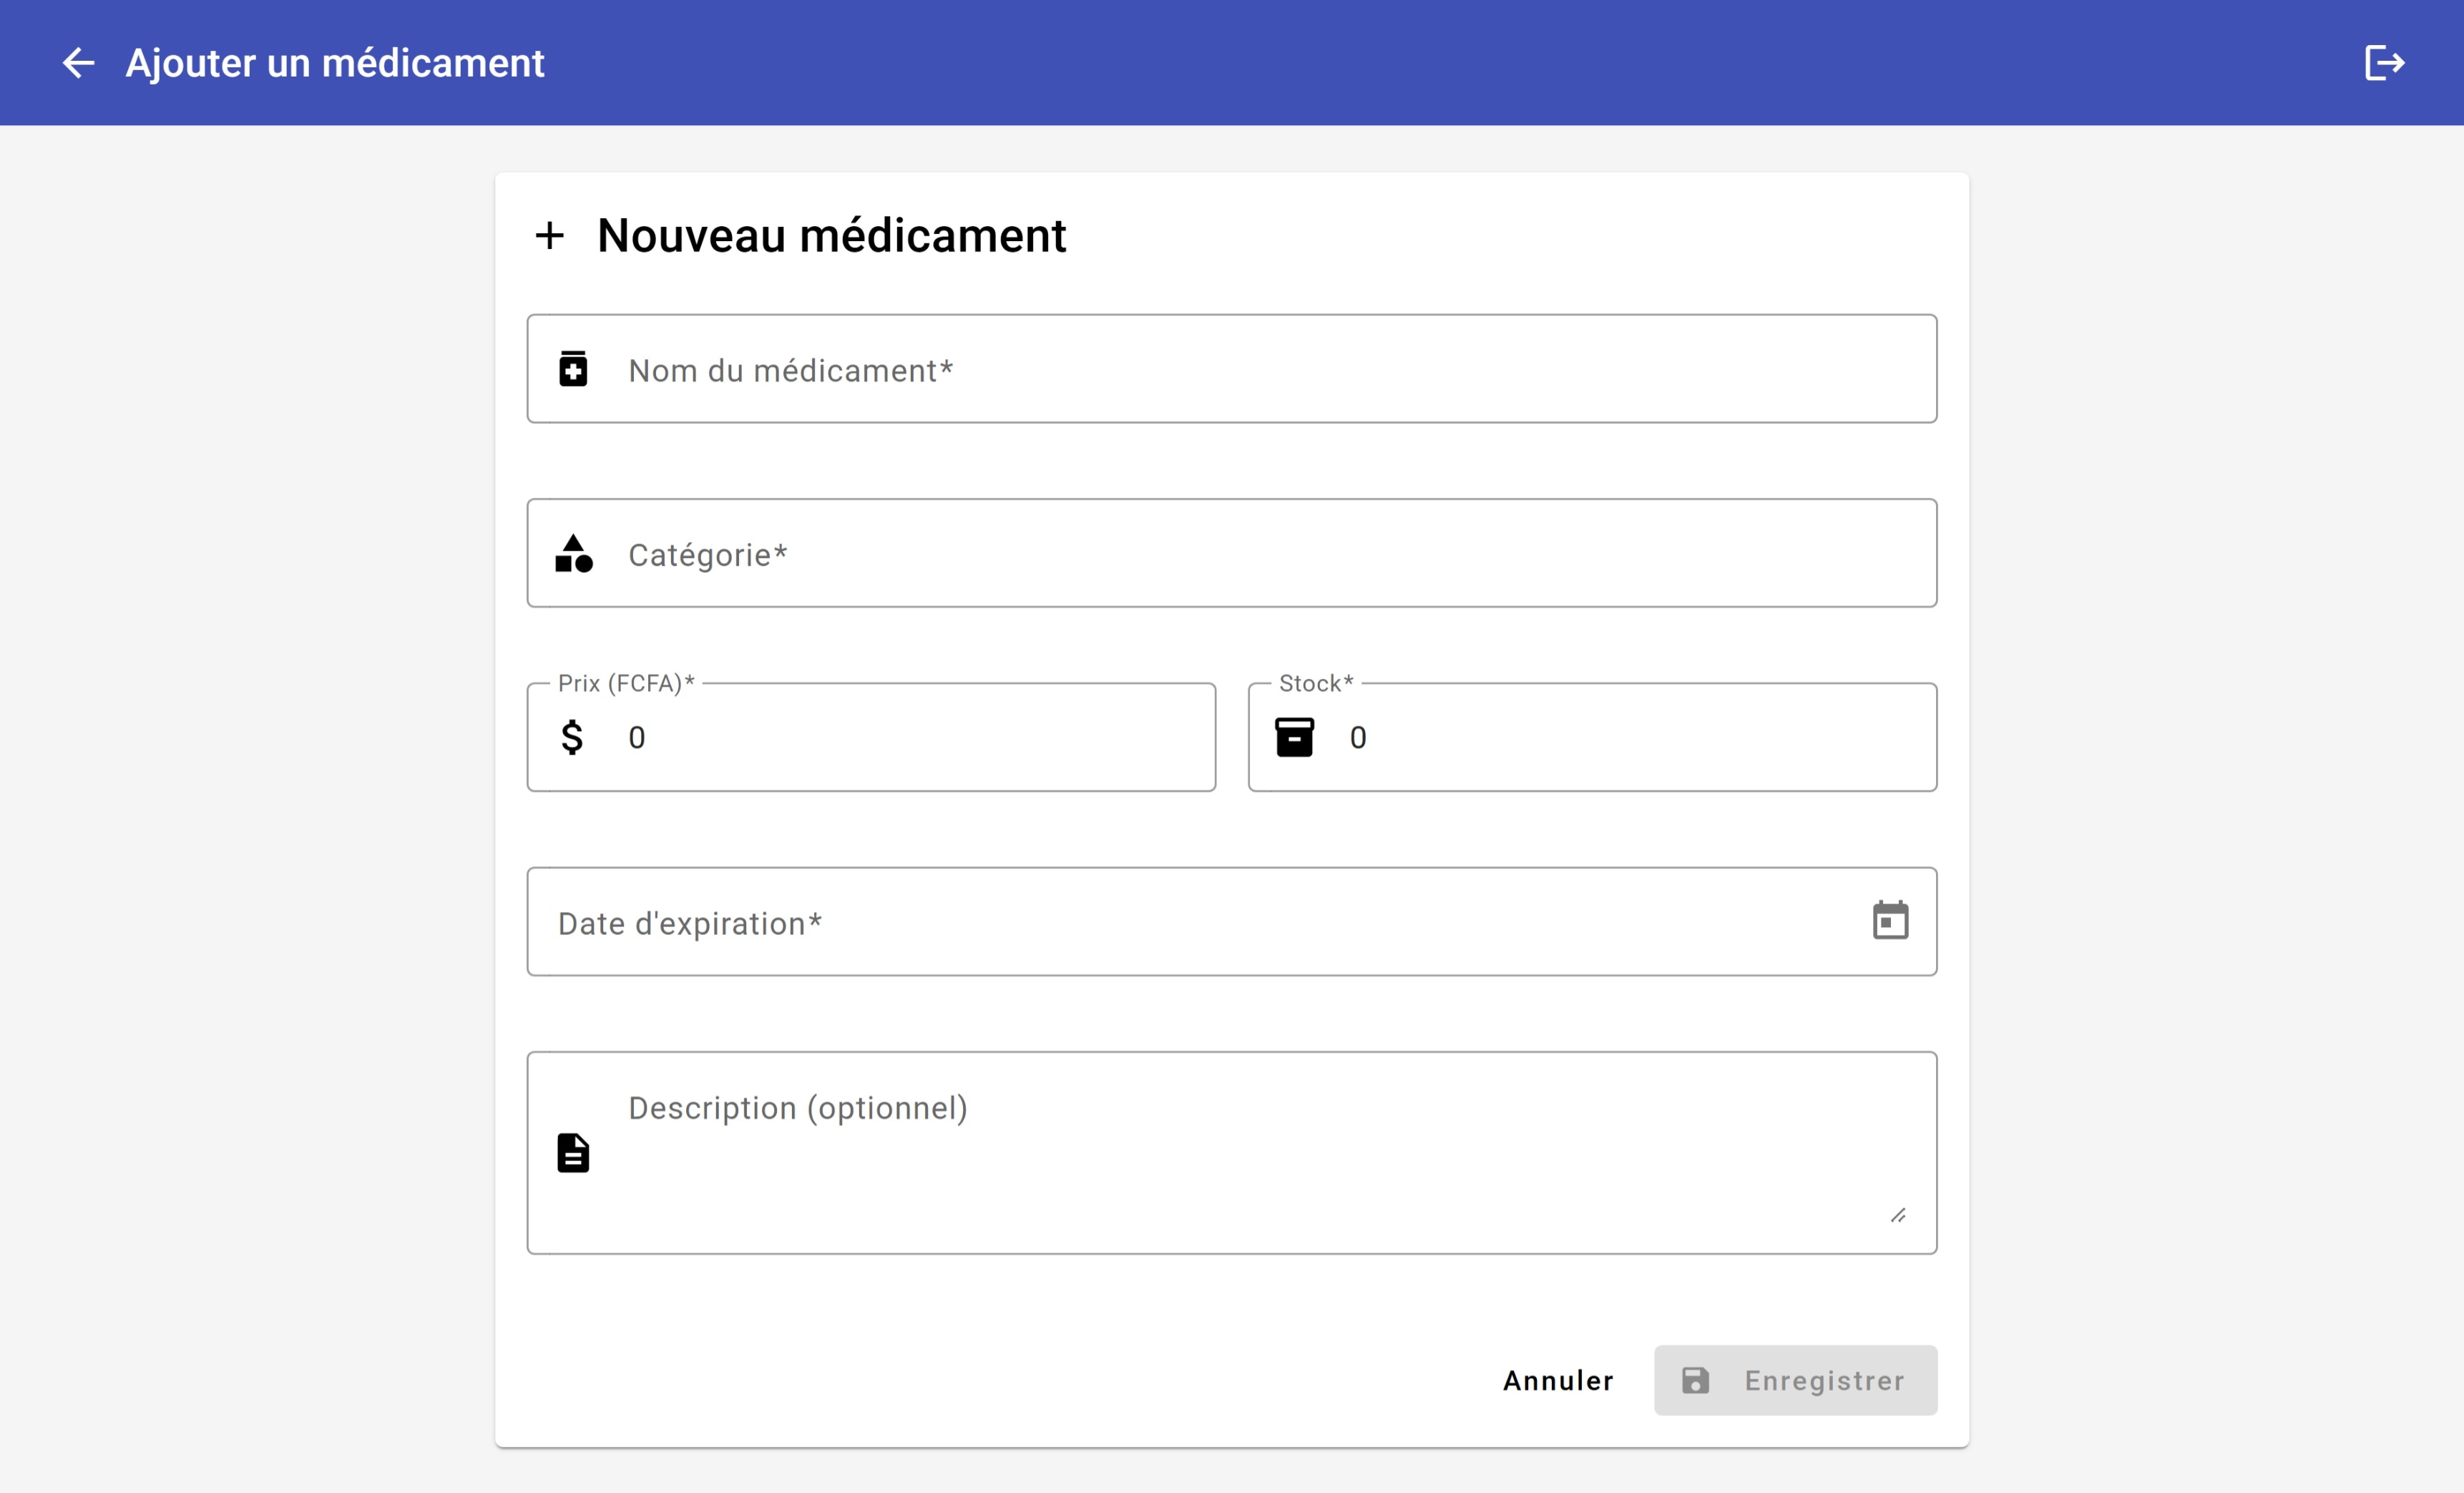 Ajouter un médicament
Nouveau médicament
Nom du médicament*
Catégorie*
Prix (FCFA)*
0
Stock*
0
Date d'expiration*
Description (optionnel)
Annuler
Enregistrer